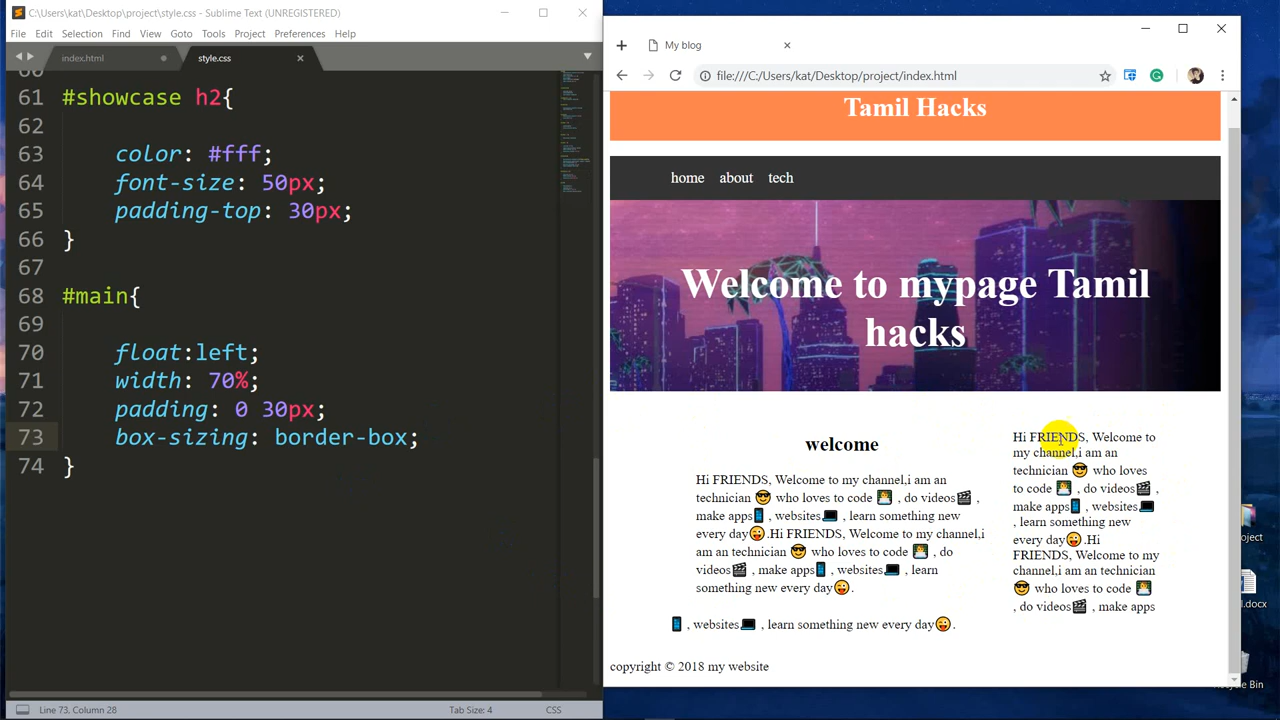 C:\Users\kat\Desktop\project\style.css - Sublime Text (UNREGISTERED)
File Edit Selection Find View Goto Tools Project Preferences Help
index.html
style.css
61 #showcase h2{
62
63 color: #fff;
64 font-size: 50px;
65 padding-top: 30px;
66 }
67
68 #main{
69
70 float:left;
71 width: 70%;
72 padding: 0 30px;
73 box-sizing: border-box;
74 }
Line 73, Column 28
Tab Size: 4
CSS
My blog
file:///C:/Users/kat/Desktop/project/index.html
Tamil Hacks
home about tech
Welcome to mypage Tamil
hacks
welcome
Hi FRIENDS, Welcome to my channel,i am an
technician 😎 who loves to code 👨‍💻 , do videos🎬 ,
make apps📱 , websites💻 , learn something new
every day😜.Hi FRIENDS, Welcome to my channel,i
am an technician 😎 who loves to code 👨‍💻 , do
videos🎬 , make apps📱 , websites💻 , learn
something new every day😜.
Hi FRIENDS, Welcome to
my channel,i am an
technician 😎 who loves
to code 👨‍💻 , do videos🎬 ,
make apps📱 , websites💻
, learn something new
every day😜.Hi
FRIENDS, Welcome to my
channel,i am an technician
😎 who loves to code 👨‍💻
, do videos🎬 , make apps
📱 , websites💻 , learn something new every day😜.
copyright © 2018 my website